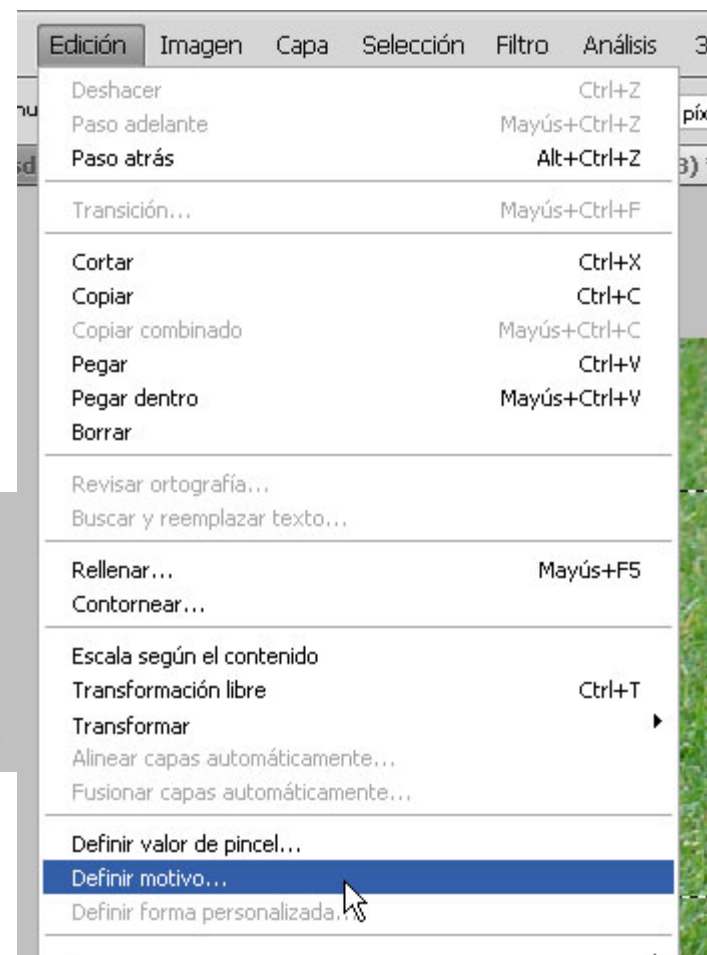 Edición Imagen Capa Selección Filtro Análisis 3
Deshacer Ctrl+Z
Paso adelante Mayús+Ctrl+Z
Paso atrás Alt+Ctrl+Z
Transición... Mayús+Ctrl+F
Cortar Ctrl+X
Copiar Ctrl+C
Copiar combinado Mayús+Ctrl+C
Pegar Ctrl+V
Pegar dentro Mayús+Ctrl+V
Borrar
Revisar ortografía...
Buscar y reemplazar texto...
Rellenar... Mayús+F5
Contornear...
Escala según el contenido
Transformación libre Ctrl+T
Transformar
Alinear capas automáticamente...
Fusionar capas automáticamente...
Definir valor de pincel...
Definir motivo...
Definir forma personalizada...